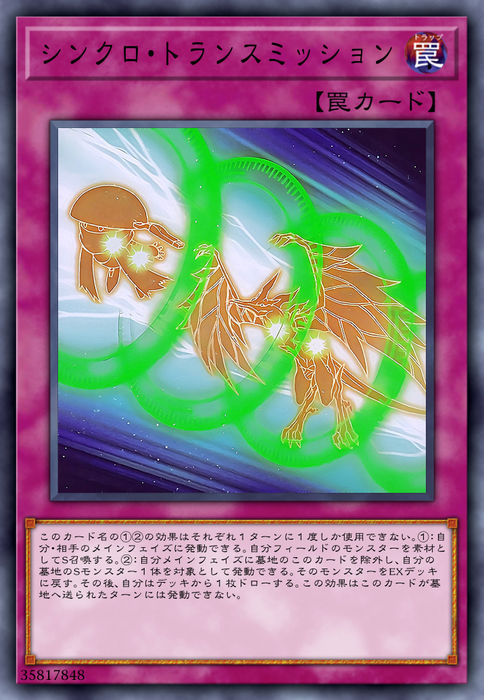 シンクロ・トランスミッション
トラップ
罠
【罠カード】
このカード名の①②の効果はそれぞれ１ターンに１度しか使用できない。①：自
分・相手のメインフェイズに発動できる。自分フィールドのモンスターを素材と
してS召喚する。②：自分メインフェイズに墓地のこのカードを除外し、自分の
墓地のSモンスター１体を対象として発動できる。そのモンスターをEXデッキ
に戻す。その後、自分はデッキから１枚ドローする。この効果はこのカードが墓
地へ送られたターンには発動できない。
35817848